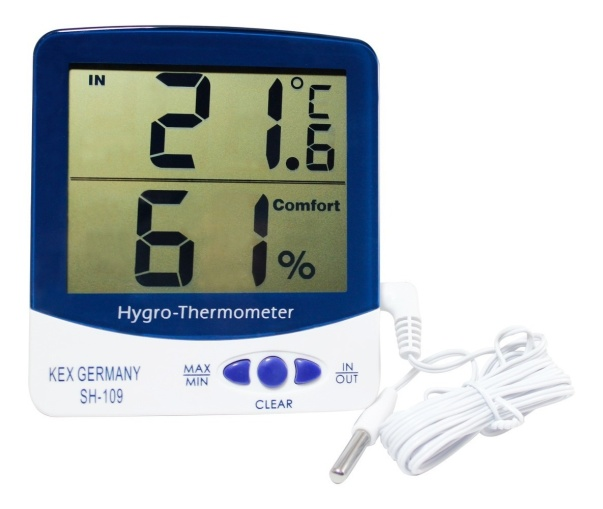 IN
21.6 °C
61 %
Comfort
Hygro-Thermometer
KEX GERMANY
SH-109
MAX
MIN
CLEAR
IN
OUT